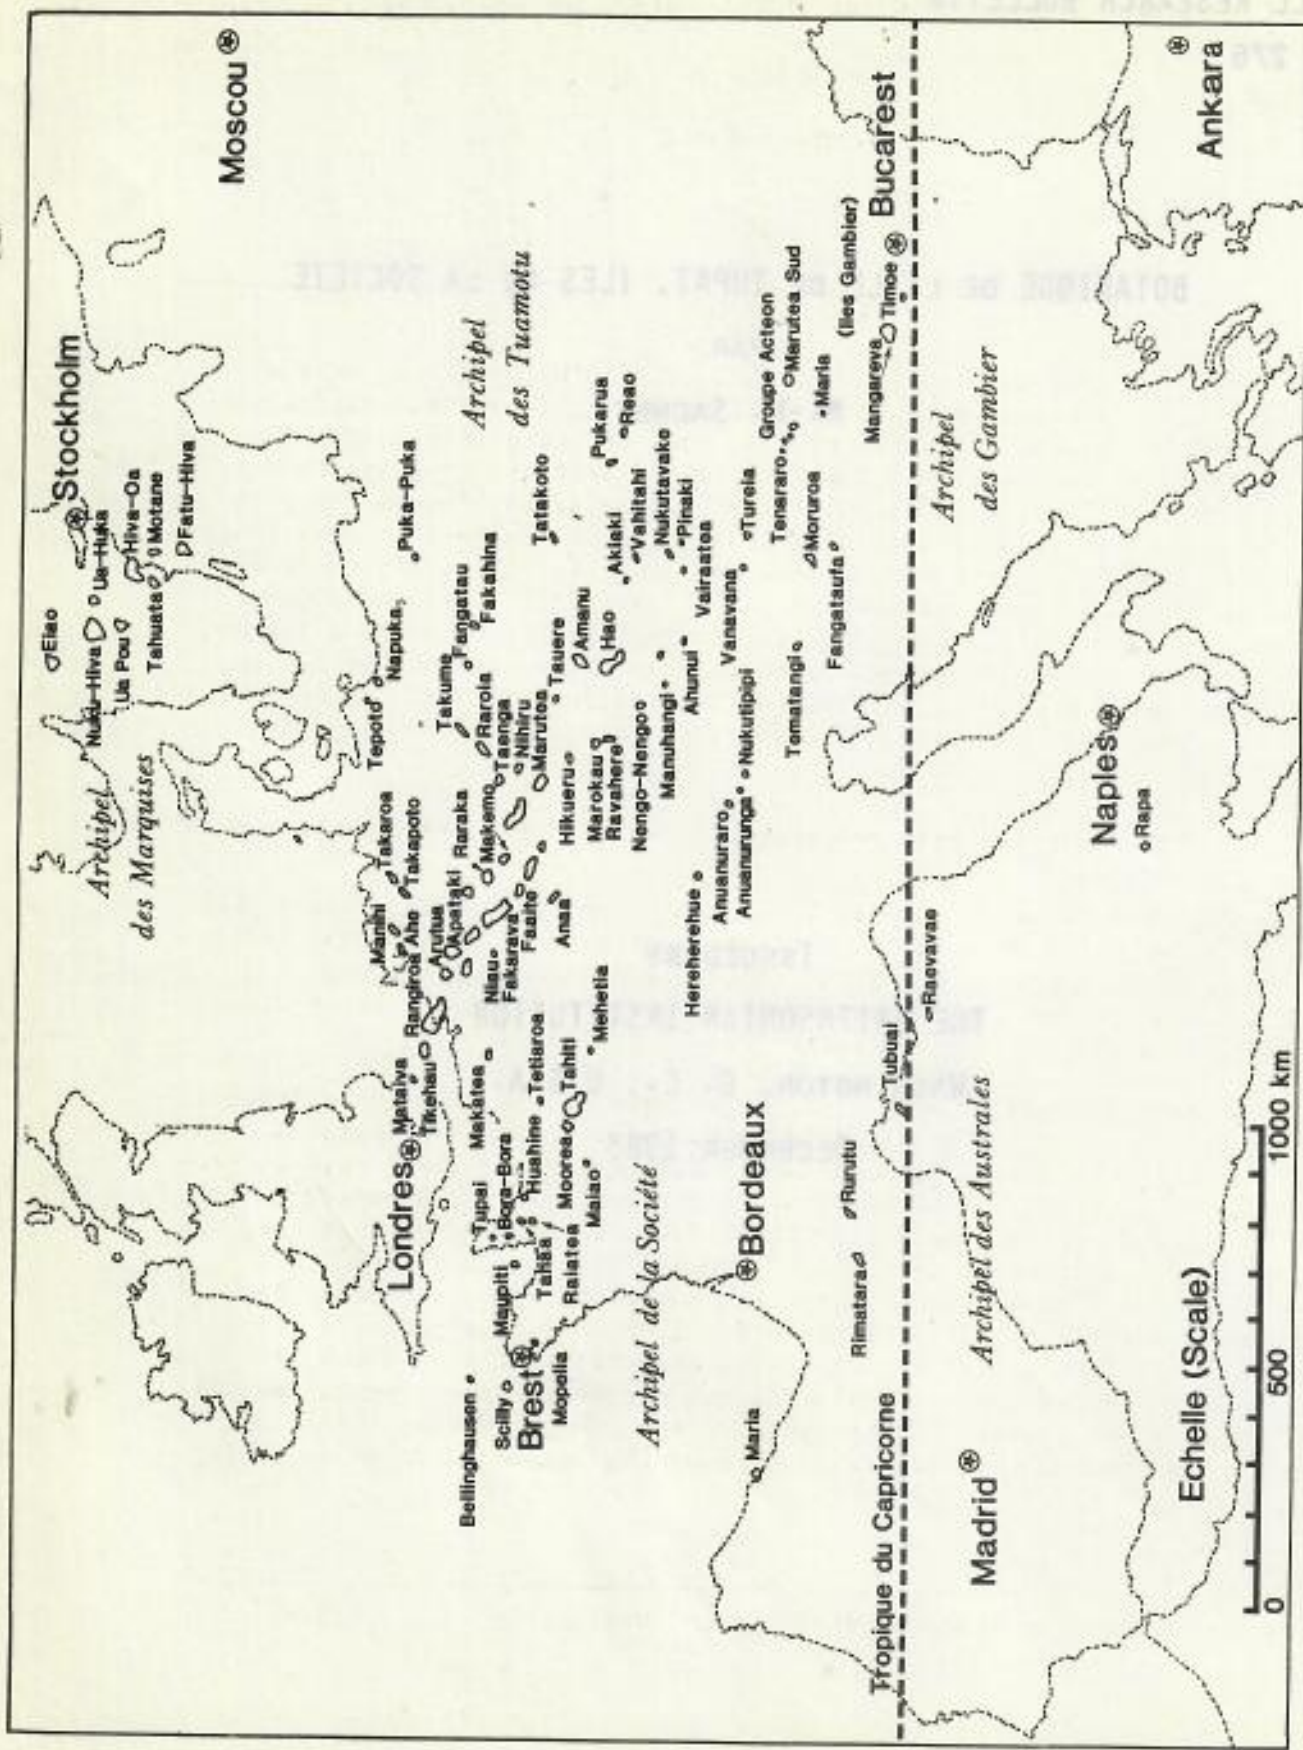 Moscou
Stockholm
Eiao
Nuku-Hiva
Ua-Huka
Ua Pou
Hiva-Oa
Tahuata
Motane
Fatu-Hiva
Archipel
des Marquises
Puka-Puka
Napuka
Tepoto
Archipel
des Tuamotu
Takaroa
Takapoto
Manihi
Ahe
Rangiroa
Arutua
Apataki
Raraka
Makemo
Takume
Fangatau
Fakahina
Raroia
Taenga
Nihiru
Marutea
Tatakoto
Londres
Mataiva
Tikehau
Makatea
Niau
Fakarava
Faaite
Anaa
Hikueru
Tauere
Amanu
Hao
Marokau
Ravahere
Nengo-Nengo
Akiaki
Vahitahi
Nukutavake
Pinaki
Pukarua
Reao
Manuhangi
Ahunui
Vairaatea
Vanavana
Tureia
Groupe Acteon
Tenararo
Marutea Sud
Maria
(Iles Gambier)
Mangareva
Timoe
Bucarest
Moruroa
Fangataufa
Tematangi
Nukutipipi
Anuanuraro
Anuanurunga
Hereherehue
Bellinghausen
Scilly
Brest
Mopelia
Maupiti
Tupai
Bora-Bora
Tahaa
Raiatea
Huahine
Tetiaroa
Moorea
Tahiti
Maiao
Mehetia
Archipel de la Société
Bordeaux
Maria
Rimatara
Rurutu
Tubuai
Raevavae
Tropique du Capricorne
Archipel
des Gambier
Archipel des Australes
Madrid
Naples
Rapa
Ankara
Echelle (Scale)
0 500 1000 km